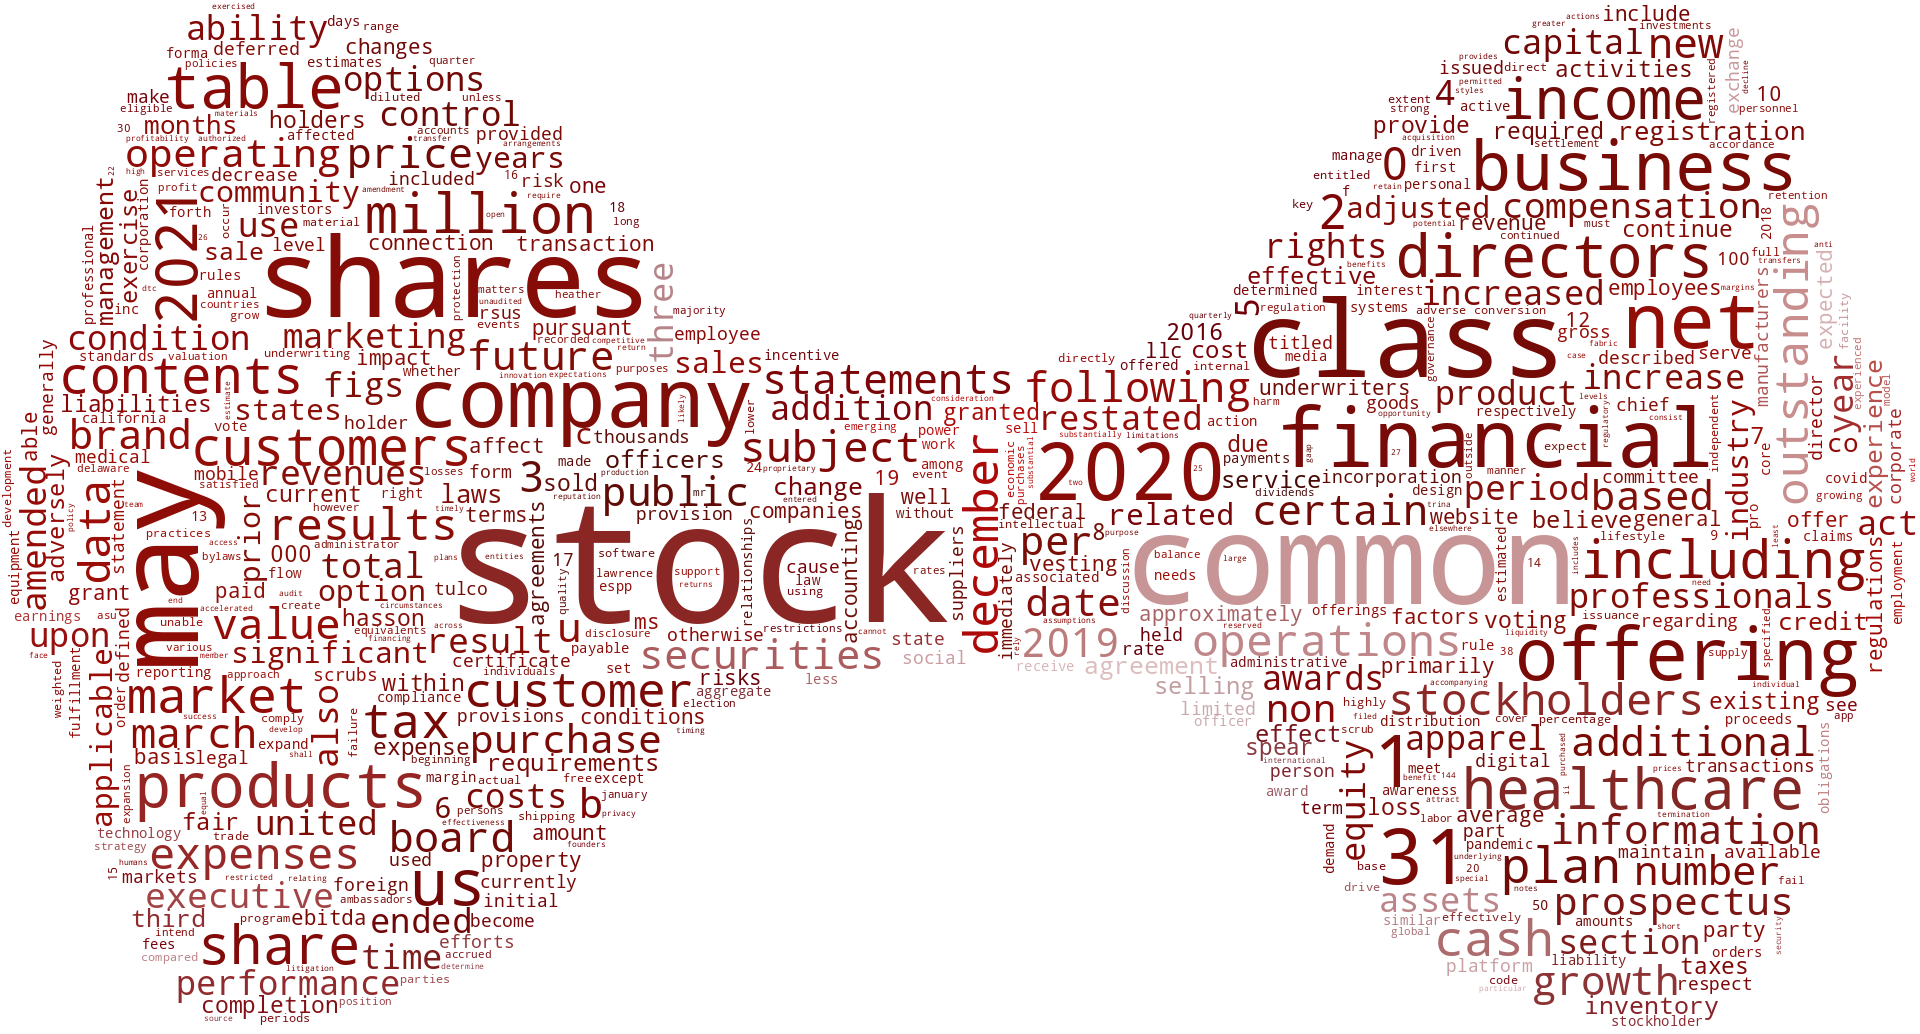 exercised
ability days range
forma deferred changes
policies estimates quarter
table options
make diluted unless
eligible materials holders control
30 months affected accounts provided
profitability authorized transfer arrangements
operating price years
high services decrease 16 risk one
22 profit community included amendment require
management corporation forth investors million 18
2021 26 occur use material open long
exercise sale level connection transaction
professional rules shares three
dtc annual protection matters heather
countries unaudited
inc grow rsus events majority
condition marketing pursuant employee
recorded competitive
generally standards valuation underwriting impact future return sales incentive
contents figs whether innovation expectations purposes statements
liabilities states company likely consideration
california estimate vote holder lower addition granted
amended able brand customers affect c thousands emerging power sell
medical officers subject work
delaware mobile revenues losses form made production 24 proprietary among
development adversely data satisfied current right laws 3 sold reputation mr public change 19 event
equipment statement team however timely terms provision companies well without
policy 13 results stock entered
practices access prior administrator agreements relationships december
may bylaws 000 total plans entities 17 software cause rates suppliers
flow lawrence support law accounting
earnings grant end audit paid option tulco quality espp returns using
asu accelerated create circumstances
upon unable value hasson across u ms cannot
various equivalents financing result disclosure otherwise restrictions state
face member significant payable securities social
defined reporting approach scrubs certificate individuals set risks less
weighted applicable order market within compliance customer aggregate
fulfillment success comply tax provisions conditions election
march also develop failure timing
basis legal expand expense purchase
shall beginning requirements
products margin actual free except
expansion equal costs january
fair united 6 persons shipping b privacy
technology trade effectiveness amount
strategy board founders
humans expenses used property
15 markets restricted relating foreign us currently
executive ambassadors initial
third program ebitda ended become
intend share time efforts
fees accrued
compared litigation determine
performance parties
completion position
source periods
greater actions include
capital new investments
provides exchange
issued direct activities registered decline
permitted 4 styles income 10
extent active personnel
strong
provide required registration
acquisition settlement accordance
manage 0 driven business
entitled first
f retain personal retention
key 2 adjusted compensation 2018
potential revenue continue
rights continued must outstanding
benefits directors 100 full anti
effective transfers
determined interest increased employees margins expected
quarterly 5 regulation systems adverse conversion manufacturers facility
2016 class 12 gross net
titled governance fabric
directly llc cost media case described serve experienced
offered internal
following underwriters product increase year model
harm goods levels chief
restated opportunity respectively consist co director experience
substantially limitations action financial regulatory independent industry 7 corporate
economic purchases substantial 2020 due gaap expect core
payments 27 outside world
two 25 service incorporation manner committee covid
federal dividends period based growing
intellectual related certain design pro
trina website believe general offer act
per 8 purpose elsewhere lifestyle 9 least claims
immediately vesting discussion balance common large estimated 14 includes including regulations
associated needs need employment
date approximately offerings factors issuance professionals
assumptions reserved voting regarding credit
rely 2019 held operations rule liquidity specified
rate 38 offering supply
receive agreement administrative primarily accompanying individual
selling awards stockholders existing see
limited highly app
officer non filed distribution cover percentage proceeds
effect scrub
spear equity 1 apparel additional obligations
international digital purchased
person meet prices transactions
benefit 144
award awareness healthcare
attract ii
term loss labor average termination
demand part information
pandemic
base 31 underlying maintain available
20 plan number
drive special fail
assets notes 50 prospectus
similar effectively amounts short party
global cash section orders security
platform liability taxes
code growth respect
particular
inventory
stockholder